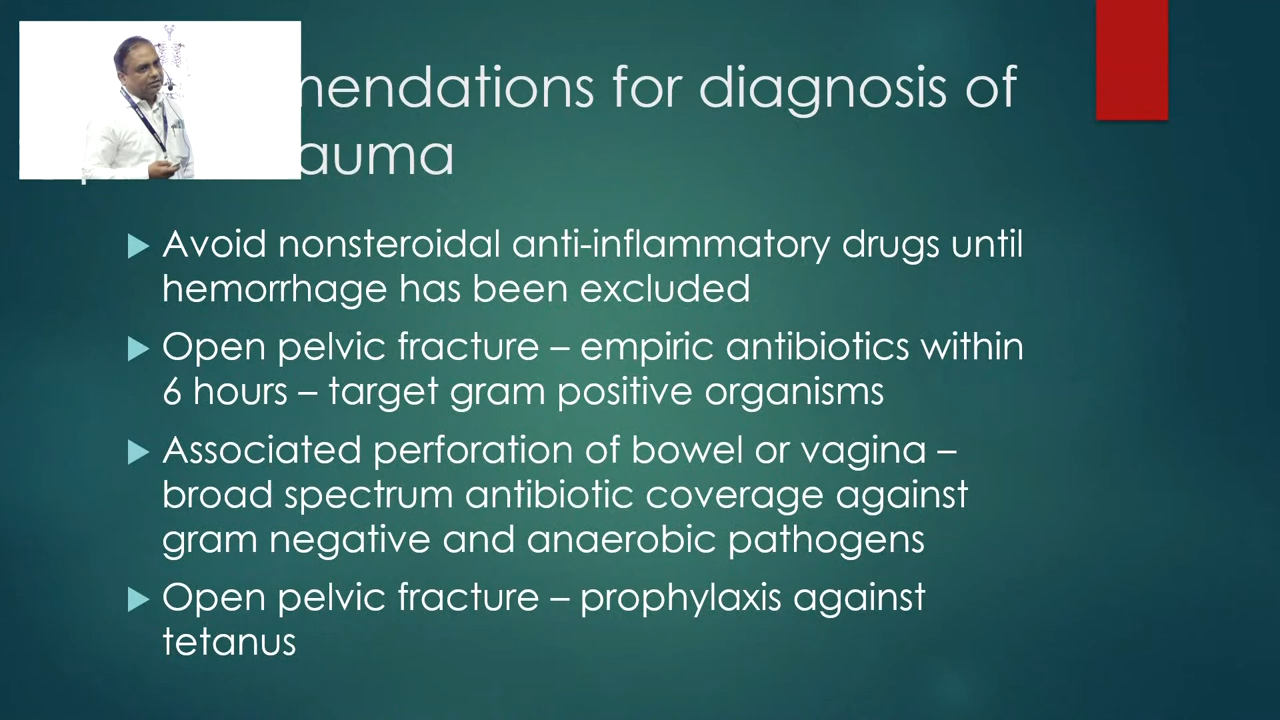 mendations for diagnosis of
auma
Avoid nonsteroidal anti-inflammatory drugs until
hemorrhage has been excluded
Open pelvic fracture – empiric antibiotics within
6 hours – target gram positive organisms
Associated perforation of bowel or vagina –
broad spectrum antibiotic coverage against
gram negative and anaerobic pathogens
Open pelvic fracture – prophylaxis against
tetanus